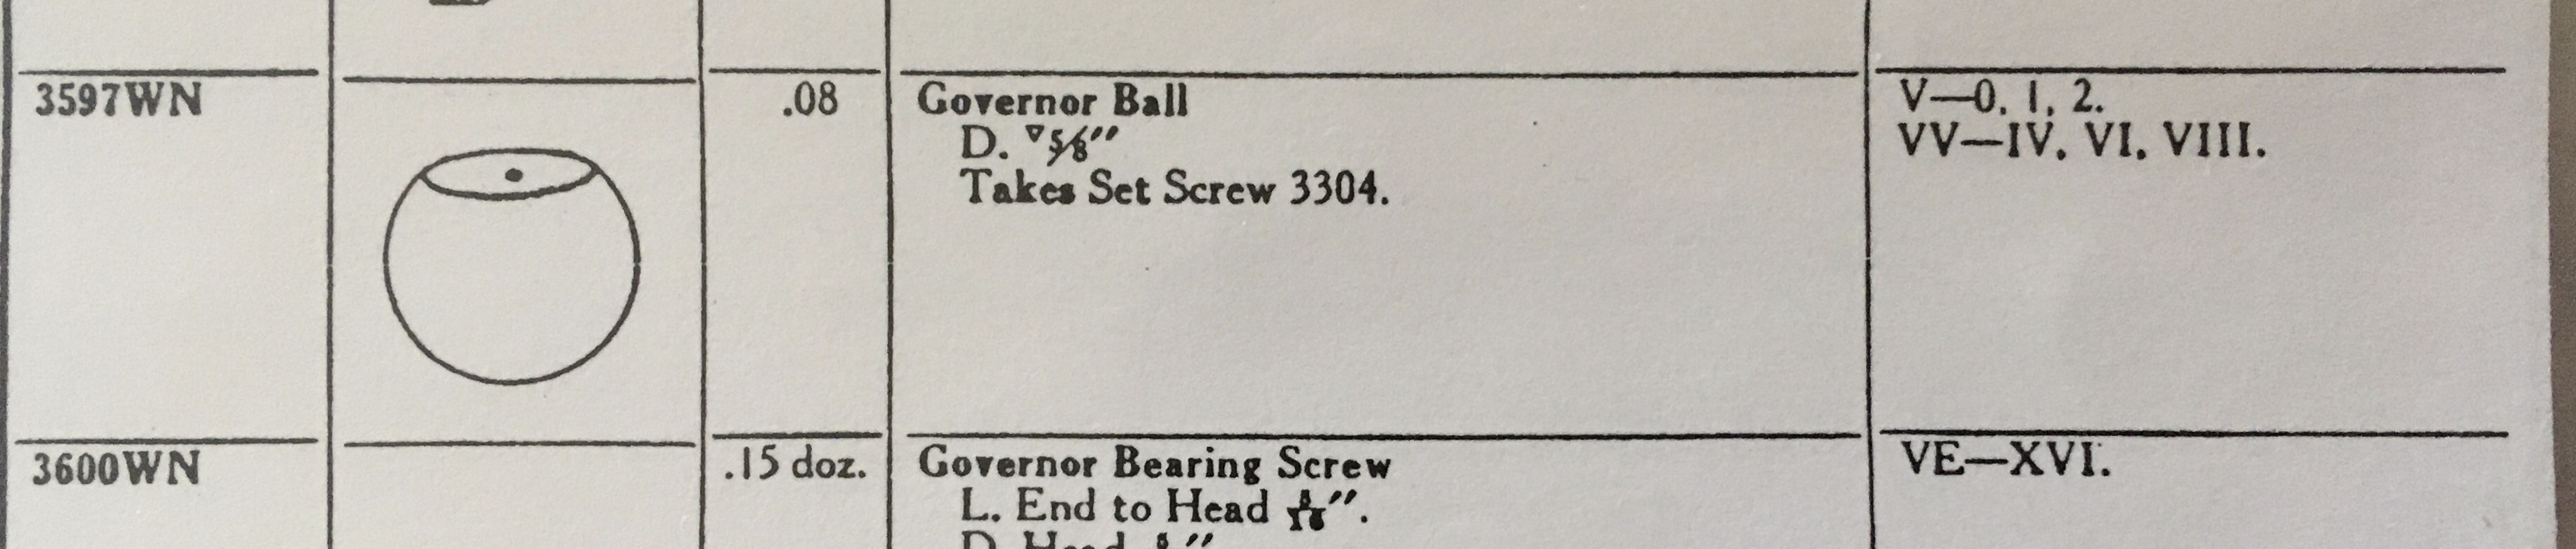 3597WN
.08
Governor Ball
D. ⅝″
Takes Set Screw 3304.
V—0, 1, 2.
VV—IV, VI, VIII.
3600WN
.15 doz.
Governor Bearing Screw
L. End to Head
VE—XVI.
D. Head